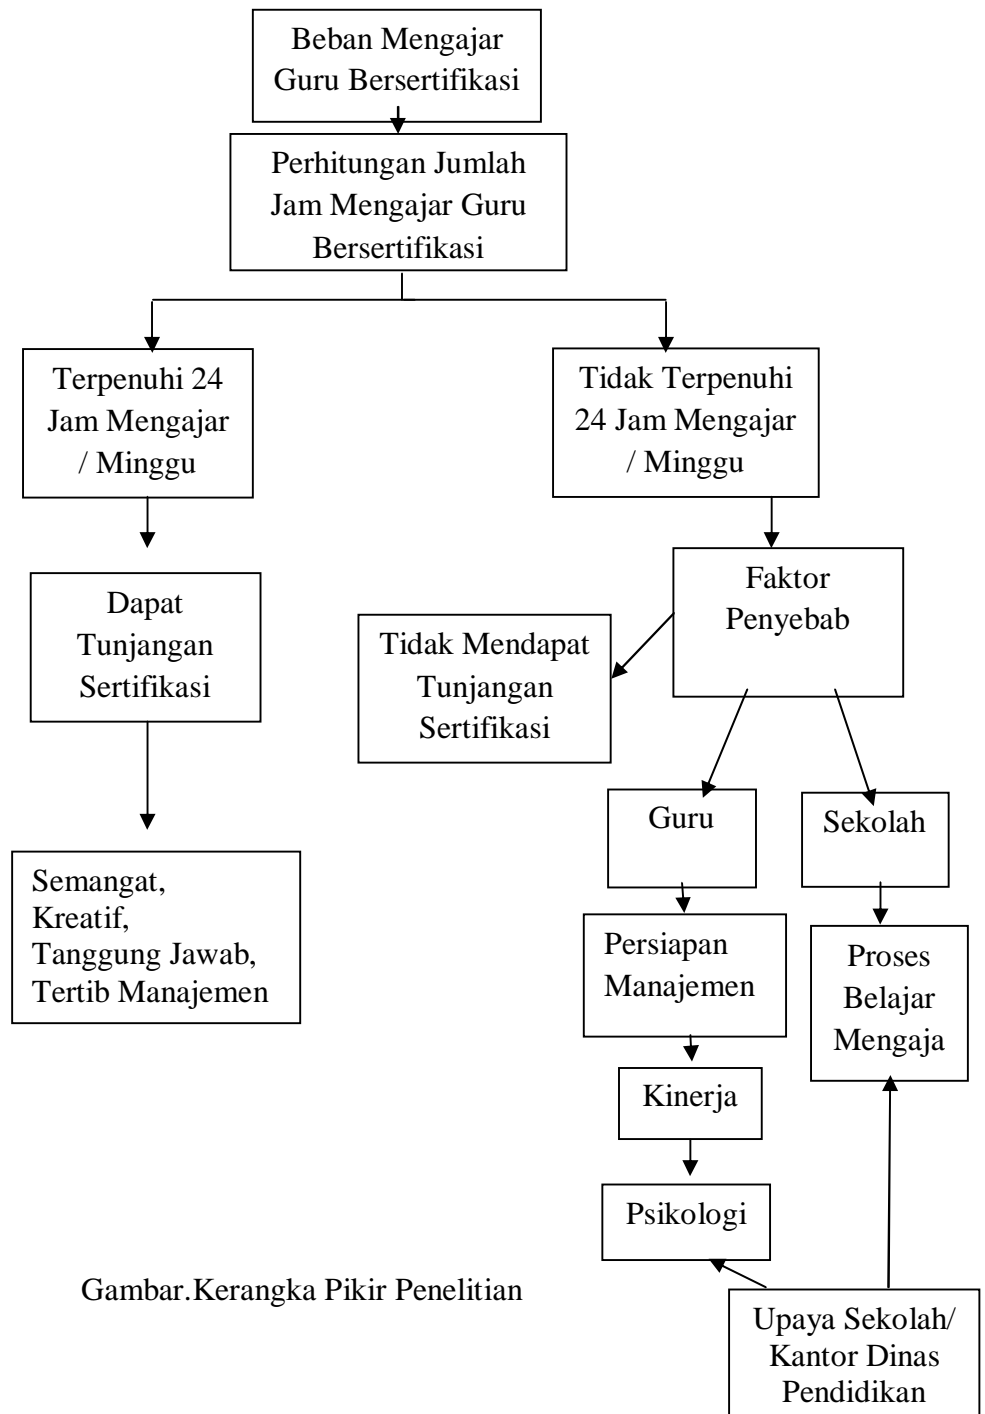 Beban Mengajar
Guru Bersertifikasi
Perhitungan Jumlah
Jam Mengajar Guru
Bersertifikasi
Terpenuhi 24
Jam Mengajar
/ Minggu
Tidak Terpenuhi
24 Jam Mengajar
/ Minggu
Dapat
Tunjangan
Sertifikasi
Tidak Mendapat
Tunjangan
Sertifikasi
Faktor
Penyebab
Guru
Sekolah
Semangat,
Kreatif,
Tanggung Jawab,
Tertib Manajemen
Persiapan
Manajemen
Proses
Belajar
Mengaja
Kinerja
Psikologi
Gambar.Kerangka Pikir Penelitian
Upaya Sekolah/
Kantor Dinas
Pendidikan